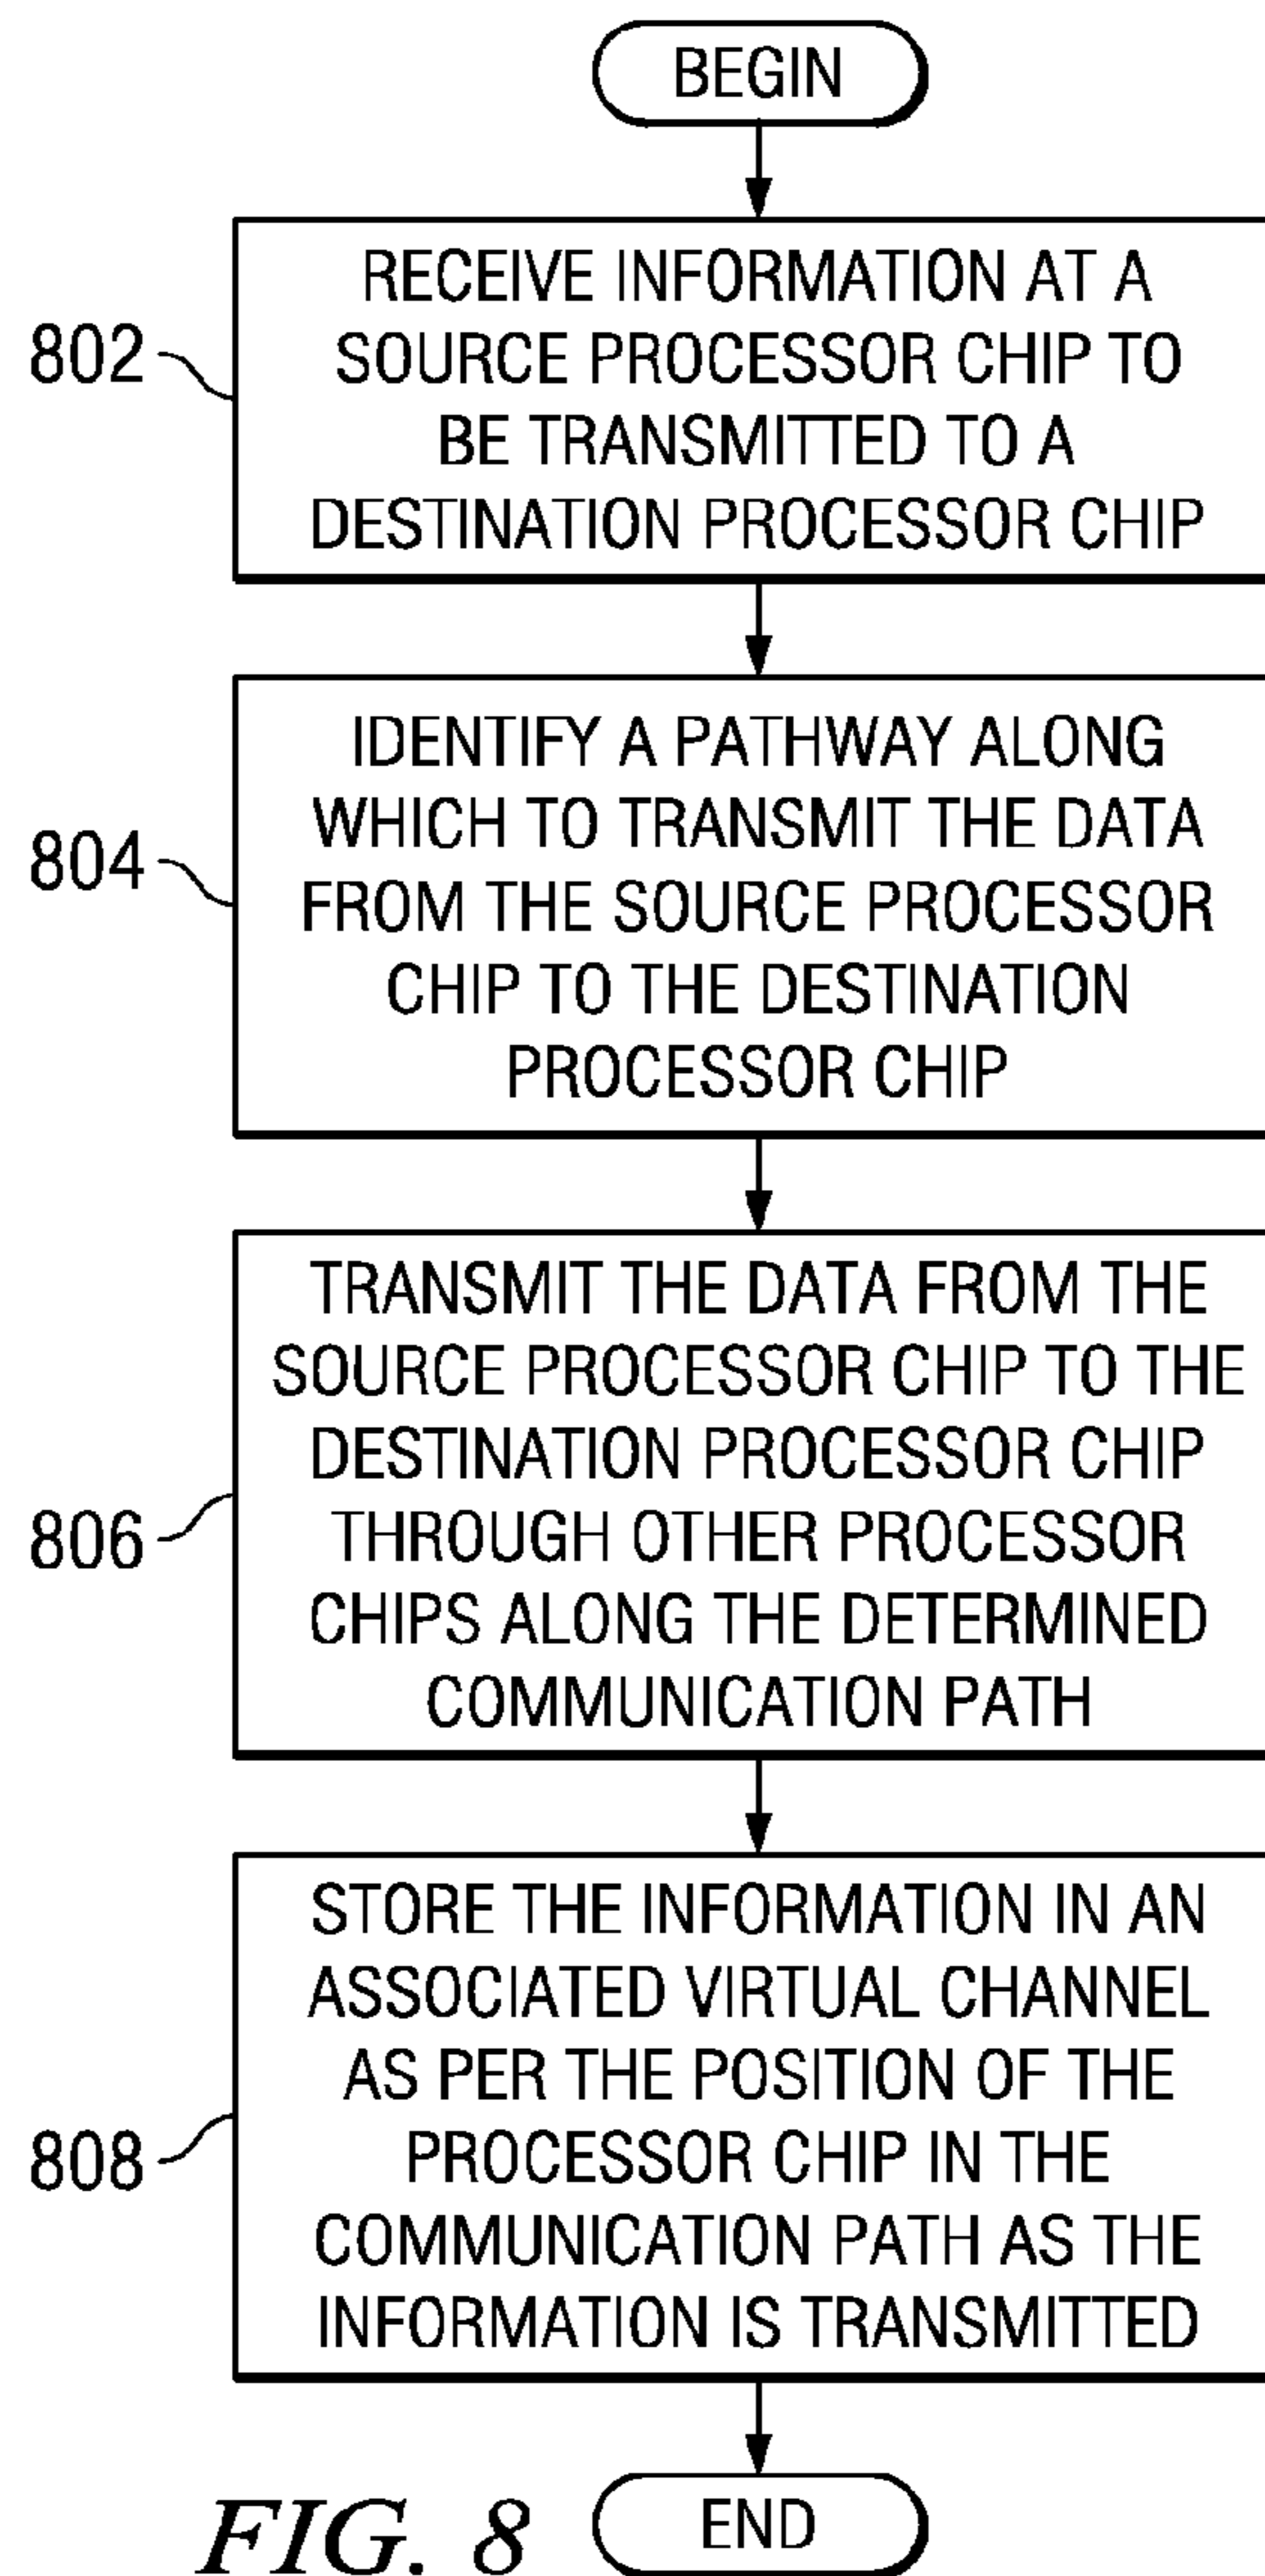 BEGIN
802
RECEIVE INFORMATION AT A
SOURCE PROCESSOR CHIP TO
BE TRANSMITTED TO A
DESTINATION PROCESSOR CHIP
804
IDENTIFY A PATHWAY ALONG
WHICH TO TRANSMIT THE DATA
FROM THE SOURCE PROCESSOR
CHIP TO THE DESTINATION
PROCESSOR CHIP
806
TRANSMIT THE DATA FROM THE
SOURCE PROCESSOR CHIP TO THE
DESTINATION PROCESSOR CHIP
THROUGH OTHER PROCESSOR
CHIPS ALONG THE DETERMINED
COMMUNICATION PATH
808
STORE THE INFORMATION IN AN
ASSOCIATED VIRTUAL CHANNEL
AS PER THE POSITION OF THE
PROCESSOR CHIP IN THE
COMMUNICATION PATH AS THE
INFORMATION IS TRANSMITTED
END
FIG. 8